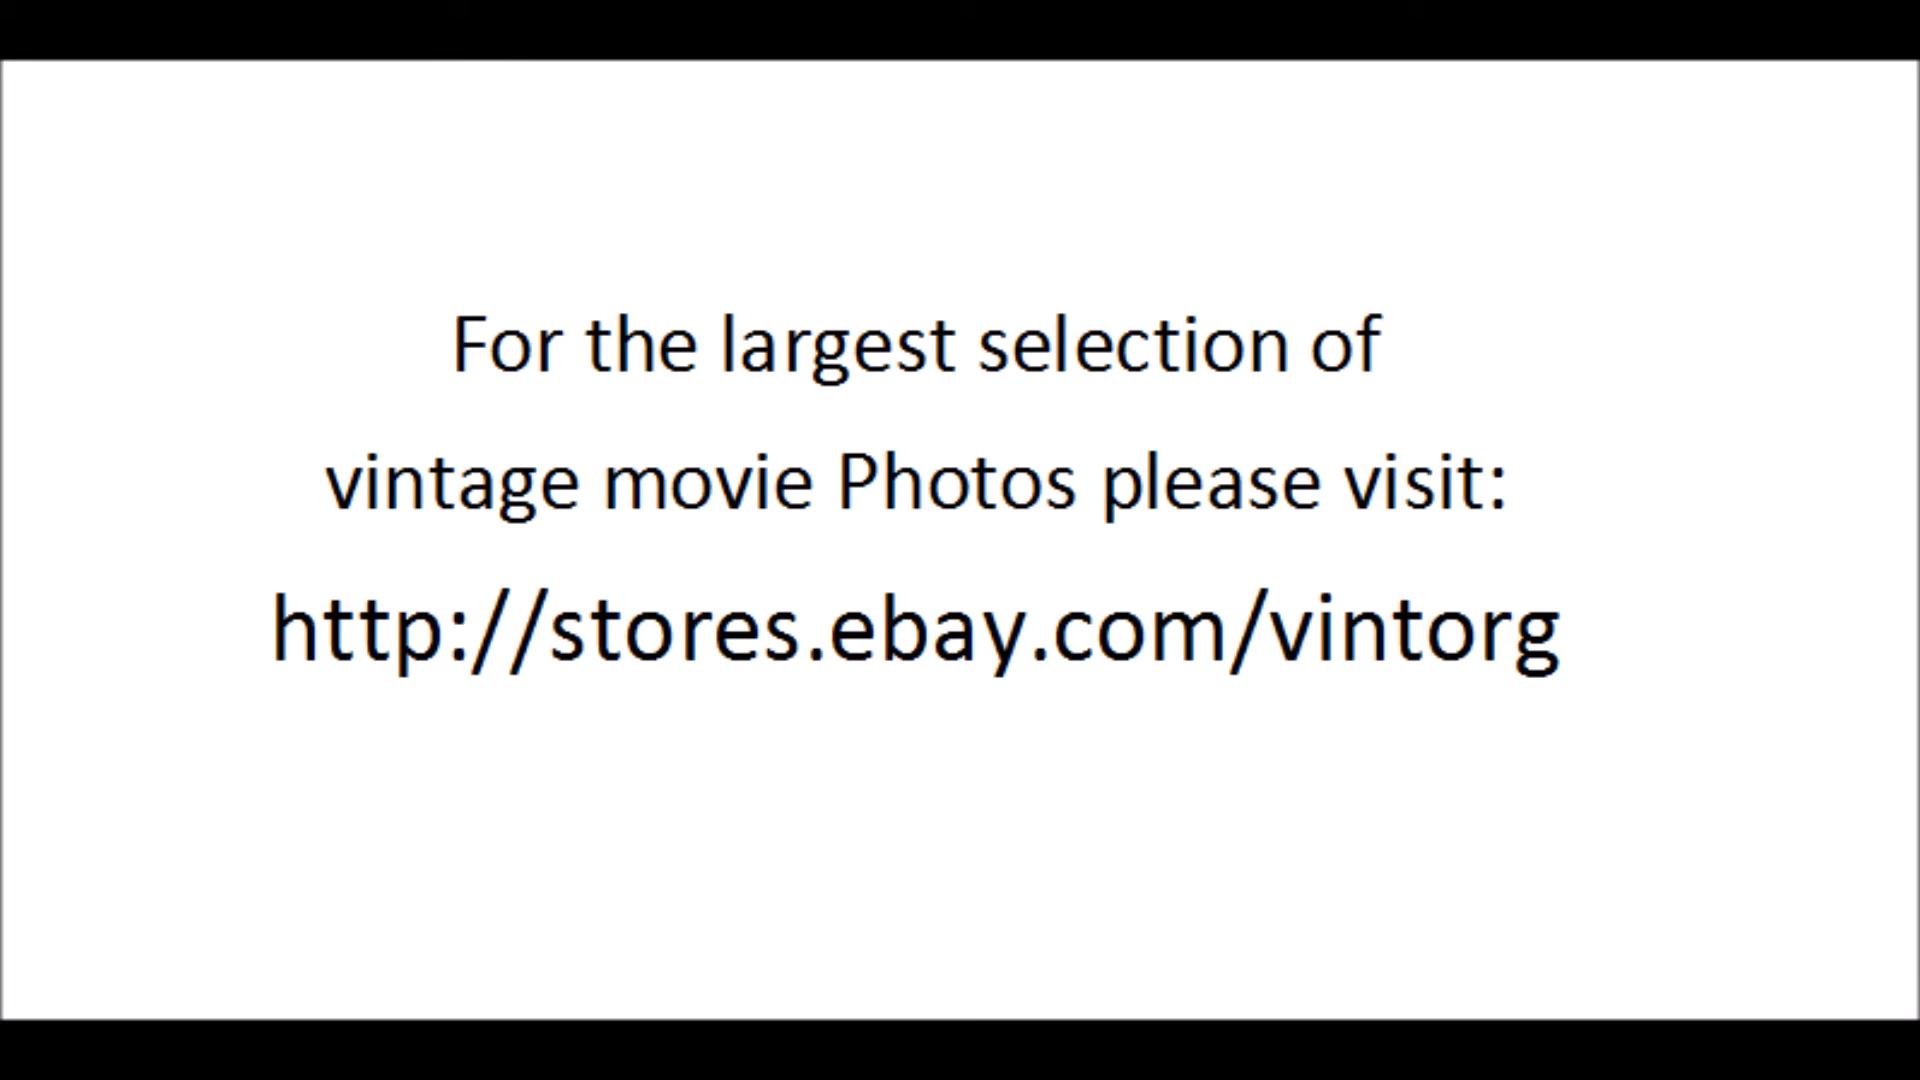 For the largest selection of
vintage movie Photos please visit:
http://stores.ebay.com/vintorg